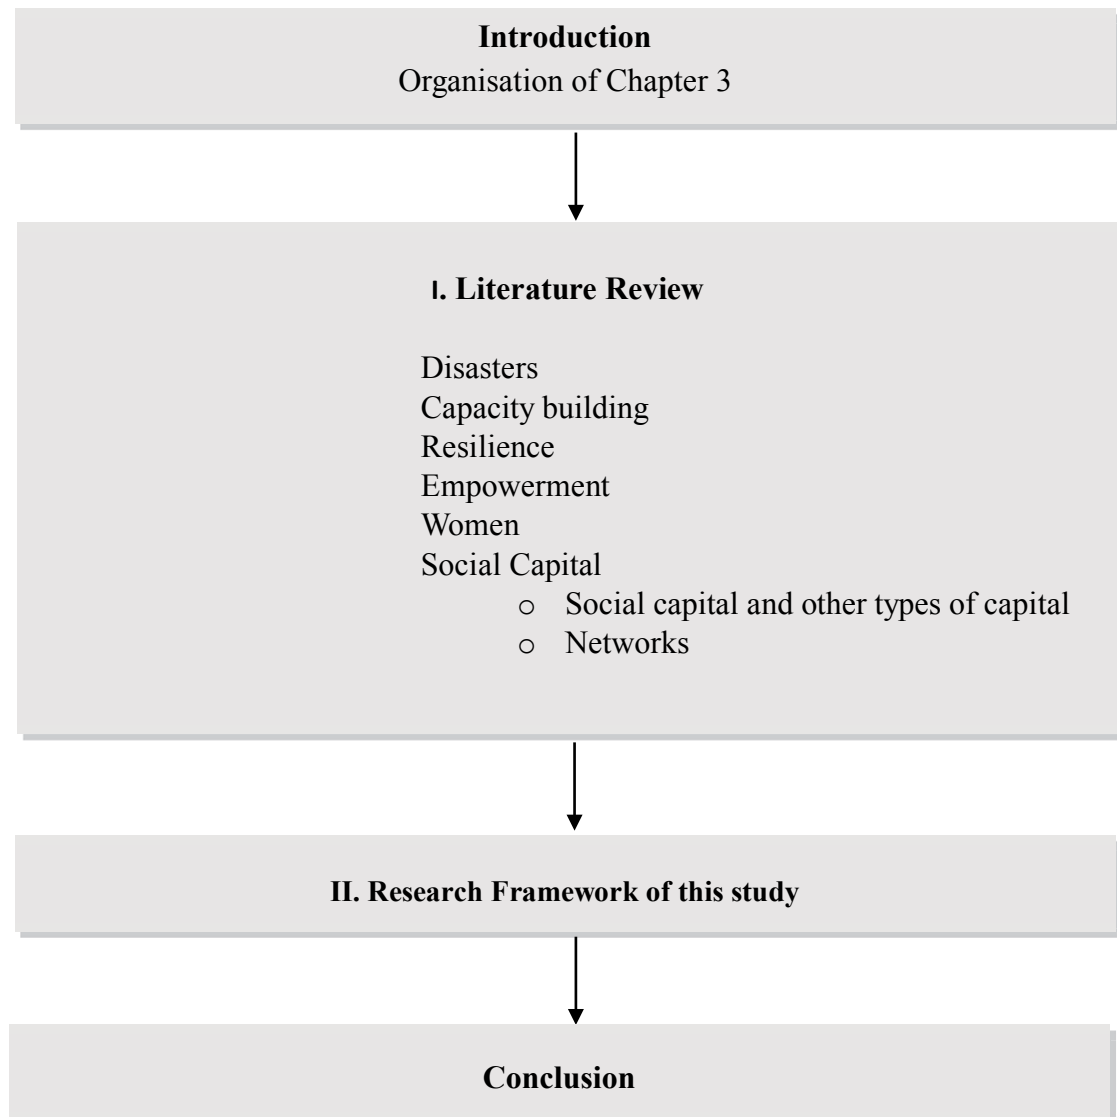 Introduction
Organisation of Chapter 3
I. Literature Review
Disasters
Capacity building
Resilience
Empowerment
Women
Social Capital
o Social capital and other types of capital
o Networks
II. Research Framework of this study
Conclusion